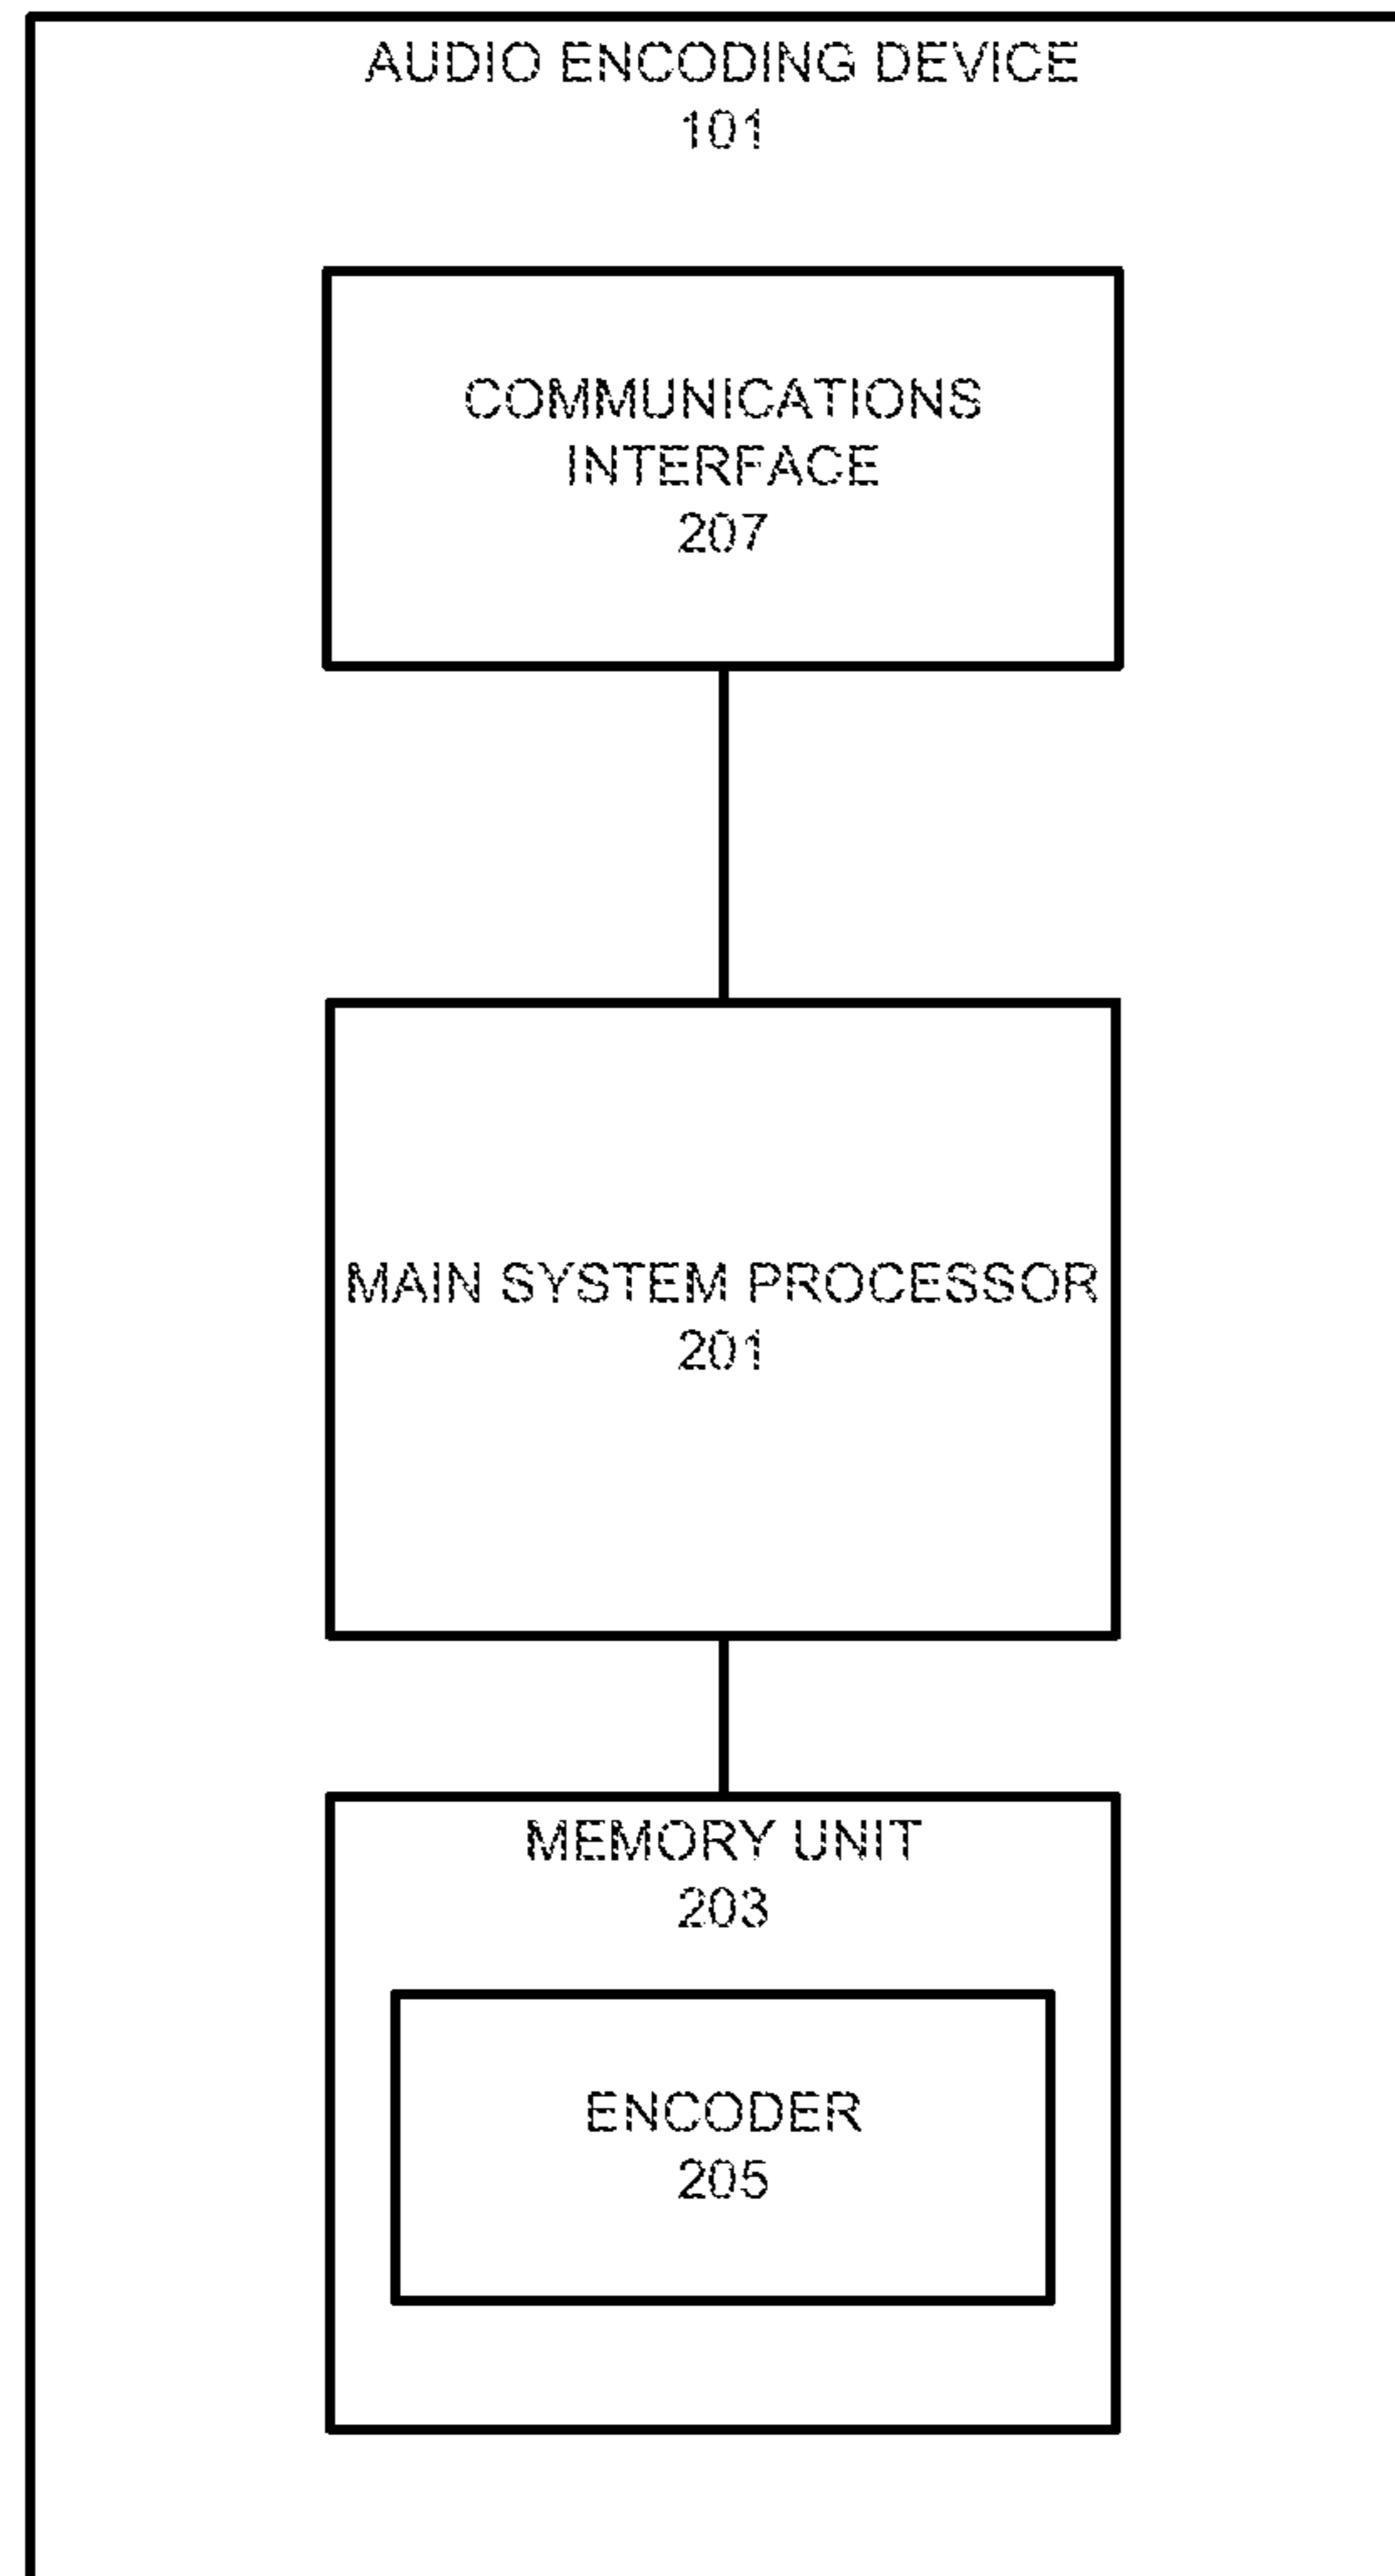 AUDIO ENCODING DEVICE
101
COMMUNICATIONS
INTERFACE
207
MAIN SYSTEM PROCESSOR
201
MEMORY UNIT
203
ENCODER
205